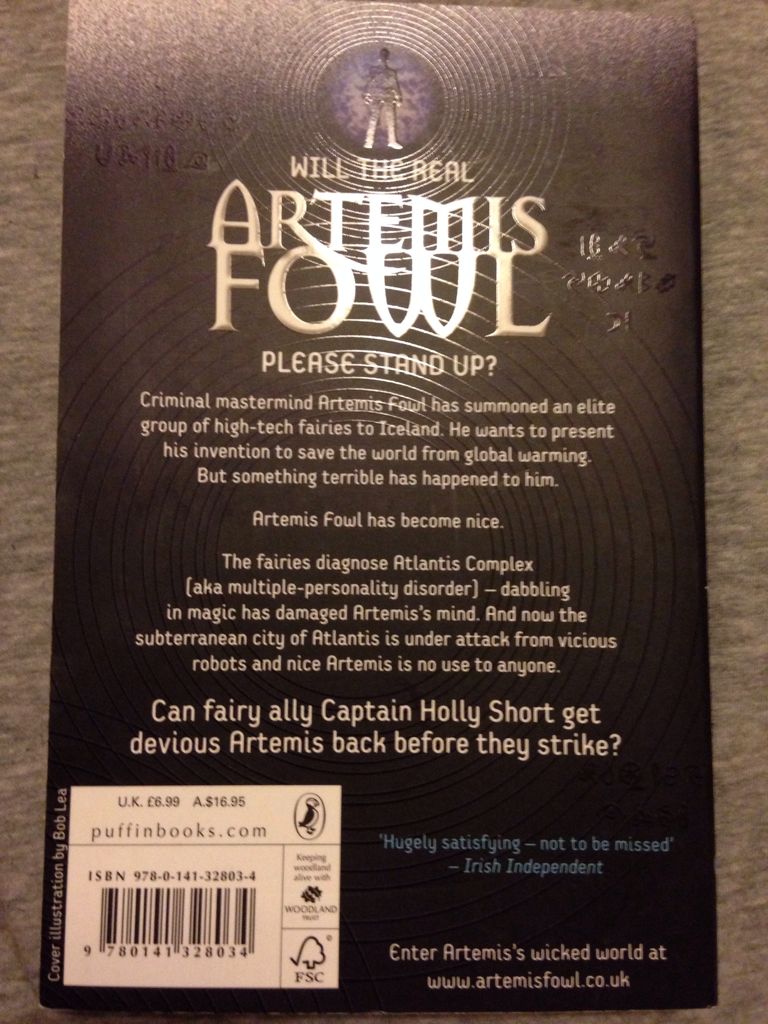 WILL THE REAL
ARTEMIS
FOWL
PLEASE STAND UP?
Criminal mastermind Artemis Fowl has summoned an elite
group of high-tech fairies to Iceland. He wants to present
his invention to save the world from global warming.
But something terrible has happened to him.
Artemis Fowl has become nice.
The fairies diagnose Atlantis Complex
(aka multiple-personality disorder) – dabbling
in magic has damaged Artemis's mind. And now the
subterranean city of Atlantis is under attack from vicious
robots and nice Artemis is no use to anyone.
Can fairy ally Captain Holly Short get
devious Artemis back before they strike?
Cover illustration by Bob Lea
U.K. £6.99 A.$16.95
puffinbooks.com
ISBN 978-0-141-32803-4
9 780141 328034
Keeping
woodland
alive with
WOODLAND
TRUST
FSC
'Hugely satisfying – not to be missed'
– Irish Independent
Enter Artemis's wicked world at
www.artemisfowl.co.uk